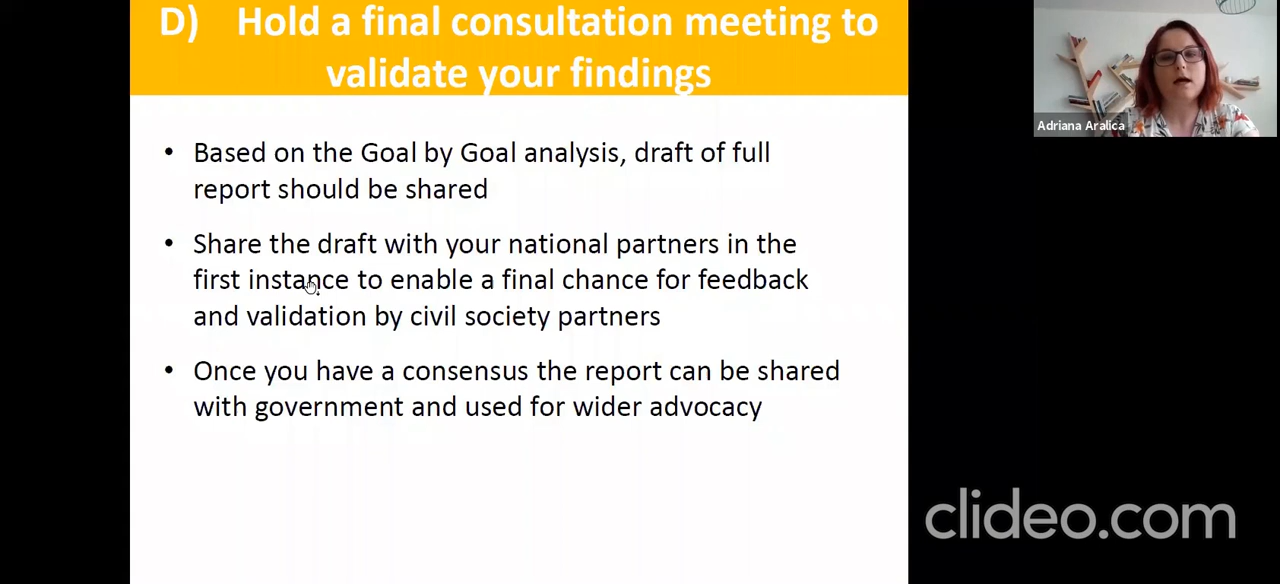 D) Hold a final consultation meeting to
validate your findings
• Based on the Goal by Goal analysis, draft of full
report should be shared
• Share the draft with your national partners in the
first instance to enable a final chance for feedback
and validation by civil society partners
• Once you have a consensus the report can be shared
with government and used for wider advocacy
Adriana Aralica
clideo.com